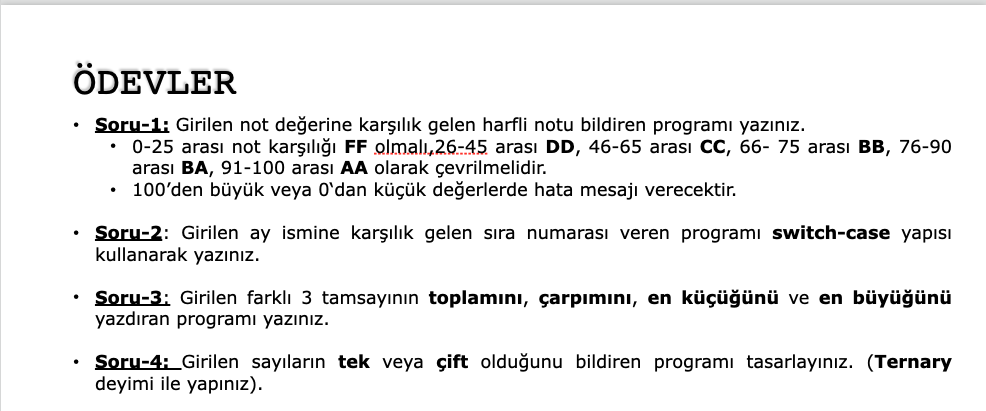 ÖDEVLER
• Soru-1: Girilen not değerine karşılık gelen harfli notu bildiren programı yazınız.
• 0-25 arası not karşılığı FF olmalı,26-45 arası DD, 46-65 arası CC, 66- 75 arası BB, 76-90
arası BA, 91-100 arası AA olarak çevrilmelidir.
• 100’den büyük veya 0‘dan küçük değerlerde hata mesajı verecektir.
• Soru-2: Girilen ay ismine karşılık gelen sıra numarası veren programı switch-case yapısı
kullanarak yazınız.
• Soru-3: Girilen farklı 3 tamsayının toplamını, çarpımını, en küçüğünü ve en büyüğünü
yazdıran programı yazınız.
• Soru-4: Girilen sayıların tek veya çift olduğunu bildiren programı tasarlayınız. (Ternary
deyimi ile yapınız).